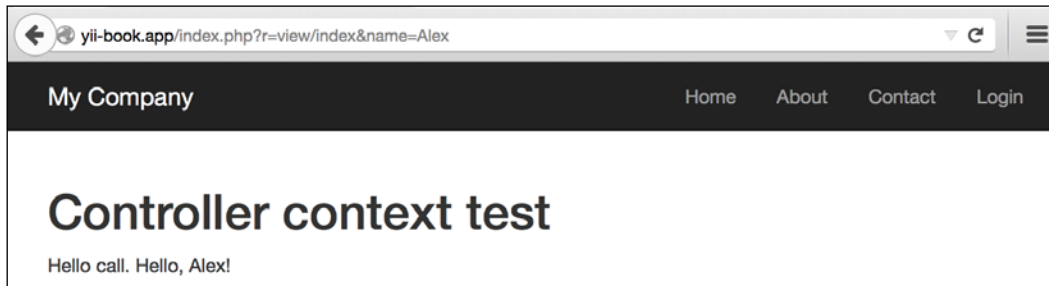 yii-book.app/index.php?r=view/index&name=Alex
My Company Home About Contact Login
Controller context test
Hello call. Hello, Alex!